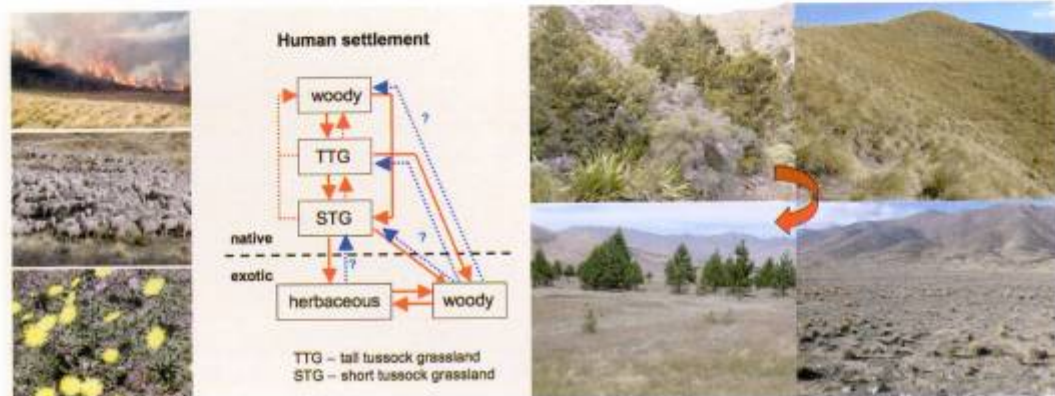 Human settlement
woody
?
TTG
STG
?
native
?
exotic
herbaceous
woody
TTG – tall tussock grassland
STG – short tussock grassland